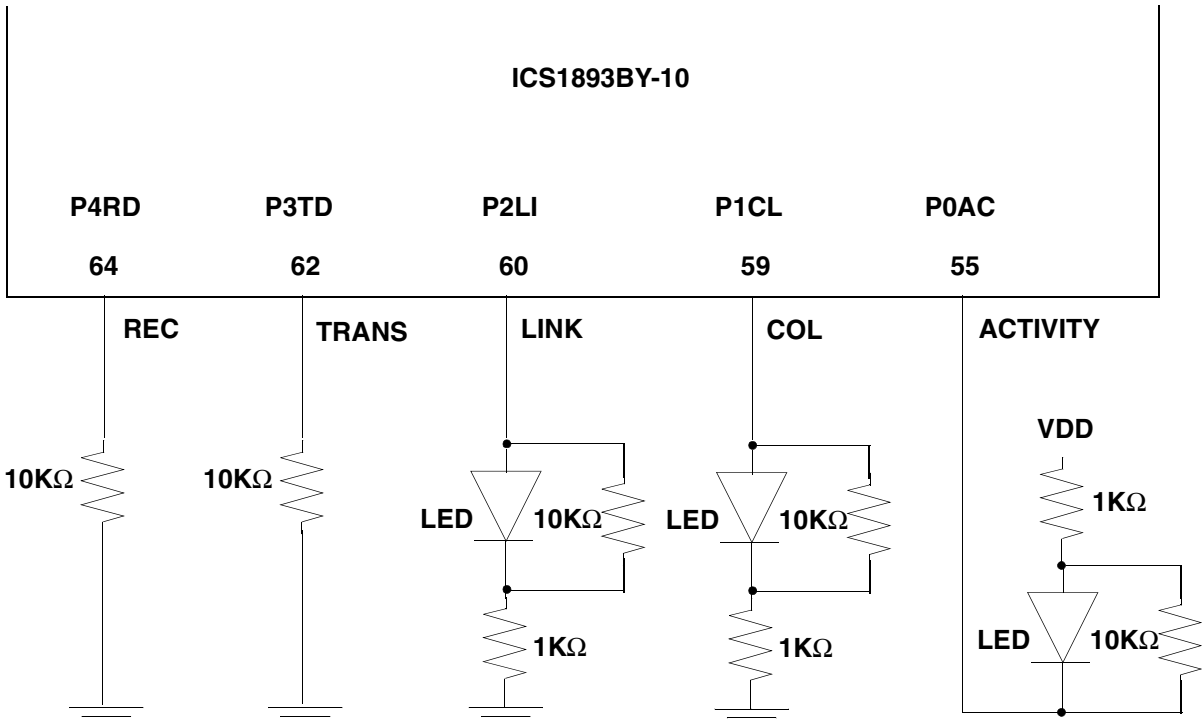 ICS1893BY-10
P4RD P3TD P2LI P1CL P0AC
64 62 60 59 55
REC TRANS LINK COL ACTIVITY
VDD
10KΩ 10KΩ 1KΩ
LED 10KΩ LED 10KΩ
1KΩ 1KΩ LED 10KΩ